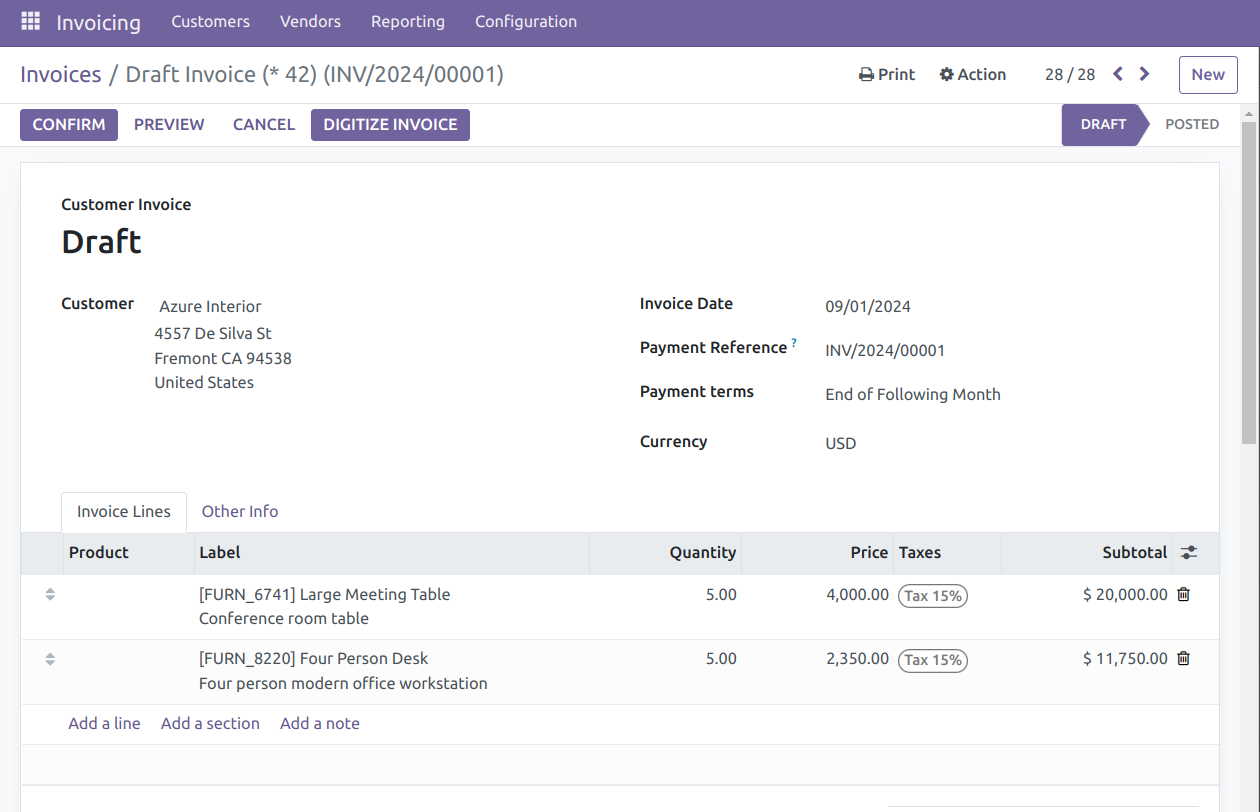 Invoicing Customers Vendors Reporting Configuration
Invoices / Draft Invoice (* 42) (INV/2024/00001) Print Action 28 / 28 New
CONFIRM PREVIEW CANCEL DIGITIZE INVOICE DRAFT POSTED
Customer Invoice
Draft
Customer Azure Interior
4557 De Silva St
Fremont CA 94538
United States
Invoice Date 09/01/2024
Payment Reference ? INV/2024/00001
Payment terms End of Following Month
Currency USD
Invoice Lines Other Info
Product Label Quantity Price Taxes Subtotal
[FURN_6741] Large Meeting Table 5.00 4,000.00 Tax 15% $ 20,000.00
Conference room table
[FURN_8220] Four Person Desk 5.00 2,350.00 Tax 15% $ 11,750.00
Four person modern office workstation
Add a line Add a section Add a note